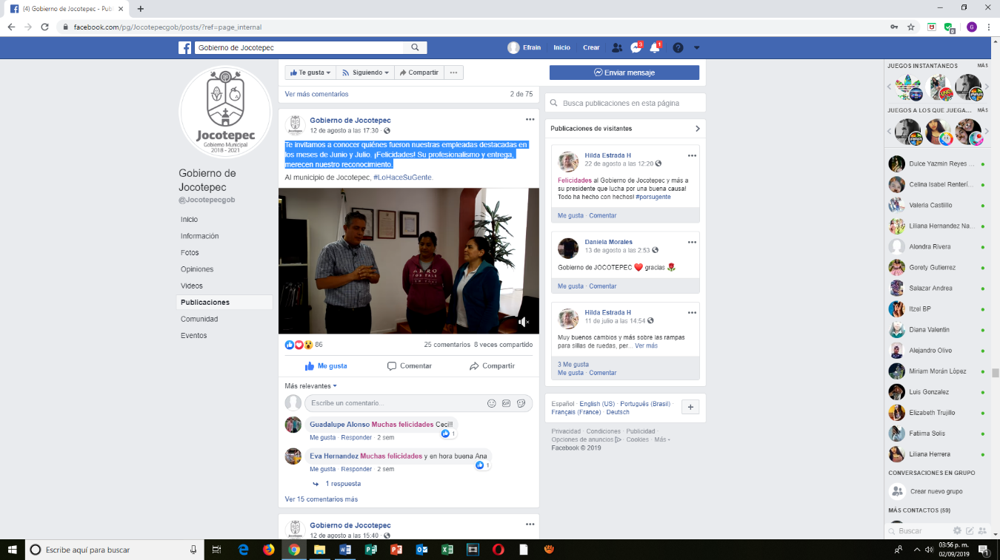 (4) Gobierno de Jocotepec - Pub
facebook.com/pg/Jocotepecgob/posts/?ref=page_internal
Gobierno de Jocotepec
Efraín
Inicio
Crear
3
1
Jocotepec
Gobierno Municipal
2018 - 2021
Gobierno de
Jocotepec
@Jocotepecgob
Inicio
Información
Fotos
Opiniones
Videos
Publicaciones
Comunidad
Eventos
Te gusta
Siguiendo
Compartir
Ver más comentarios
2 de 75
Gobierno de Jocotepec
12 de agosto a las 17:30 ·
Te invitamos a conocer quiénes fueron nuestras empleadas destacadas en
los meses de Junio y Julio. ¡Felicidades! Su profesionalismo y entrega,
merecen nuestro reconocimiento.
Al municipio de Jocotepec, #LoHaceSuGente.
86
25 comentarios 8 veces compartido
Me gusta
Comentar
Compartir
Más relevantes
Escribe un comentario...
GIF
Guadalupe Alonso Muchas felicidades Ceci!!
1
Me gusta · Responder · 2 sem
Eva Hernandez Muchas felicidades y en hora buena Ana
1
Me gusta · Responder · 2 sem
1 respuesta
Ver 15 comentarios más
Gobierno de Jocotepec
12 de agosto a las 15:40 ·
Enviar mensaje
Busca publicaciones en esta página
Publicaciones de visitantes
Hilda Estrada H
22 de agosto a las 12:20
Felicidades al Gobierno de Jocotepec y más a
su presidente que lucha por una buena causa!
Todo ha hecho con hechos! #porsugente
Me gusta · Comentar
Daniela Morales
13 de agosto a las 2:53
Gobierno de JOCOTEPEC ❤️ gracias 🌹
Me gusta · Comentar
Hilda Estrada H
11 de julio a las 14:54
Muy buenos cambios y más sobre las rampas
para sillas de ruedas, per... Ver más
3 Me gusta
Me gusta · Comentar
Español · English (US) · Português (Brasil) ·
Français (France) · Deutsch
Privacidad · Condiciones · Publicidad ·
Opciones de anuncios · Cookies · Más
Facebook © 2019
JUEGOS INSTANTÁNEOS
MÁS
JUEGOS A LOS QUE JUEGA...
MÁS
Dulce Yazmin Reyes ...
Celina Isabel Renterí...
Valeria Castiillo
Liliana Hernandez Na...
Alondra Rivera
Gorety Gutierrez
Salazar Andrea
Itzel BP
Diana Valentin
Alejandro Olivo
Miriam Morán López
Luis Gonzalez
Elizabeth Trujillo
Fatiima Solis
Liliana Herrera
CONVERSACIONES EN GRUPO
Crear nuevo grupo
MÁS CONTACTOS (59)
Buscar
Escribe aquí para buscar
03:56 p. m.
02/09/2019
1